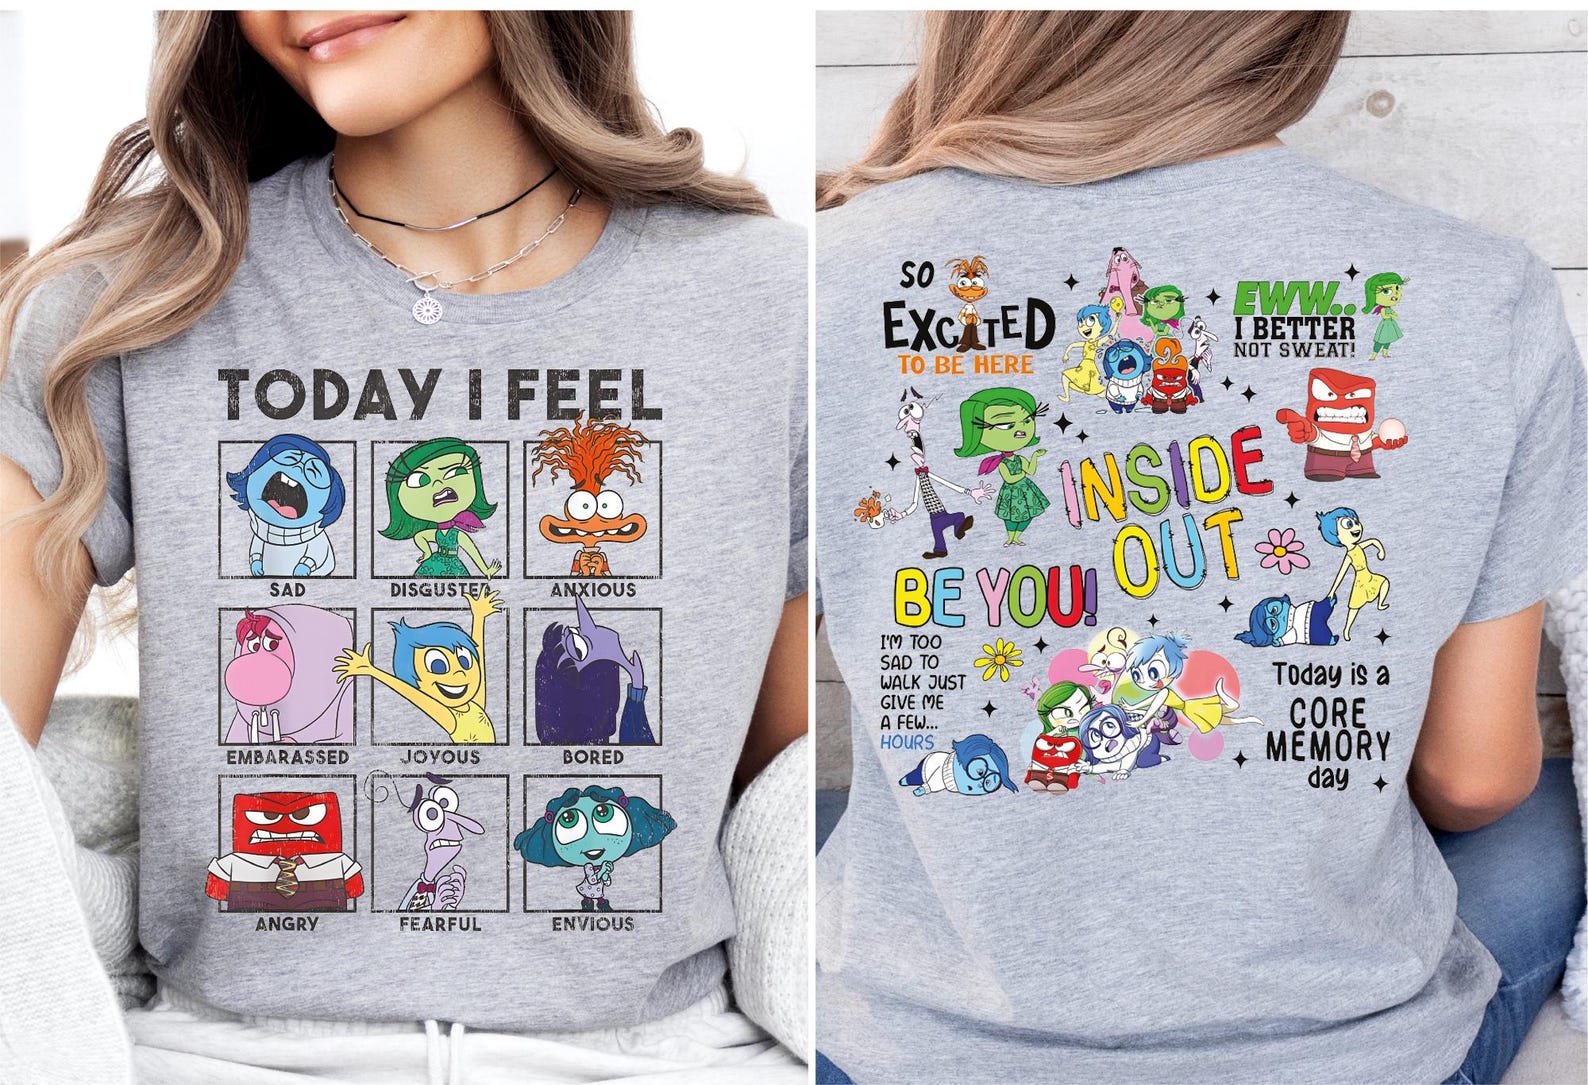 TODAY I FEEL
SAD
DISGUSTED
ANXIOUS
EMBARASSED
JOYOUS
BORED
ANGRY
FEARFUL
ENVIOUS
SO
EXCITED
TO BE HERE
EWW..
I BETTER
NOT SWEAT!
INSIDE
OUT
BE YOU!
I'M TOO
SAD TO
WALK JUST
GIVE ME
A FEW...
HOURS
Today is a
CORE
MEMORY
day